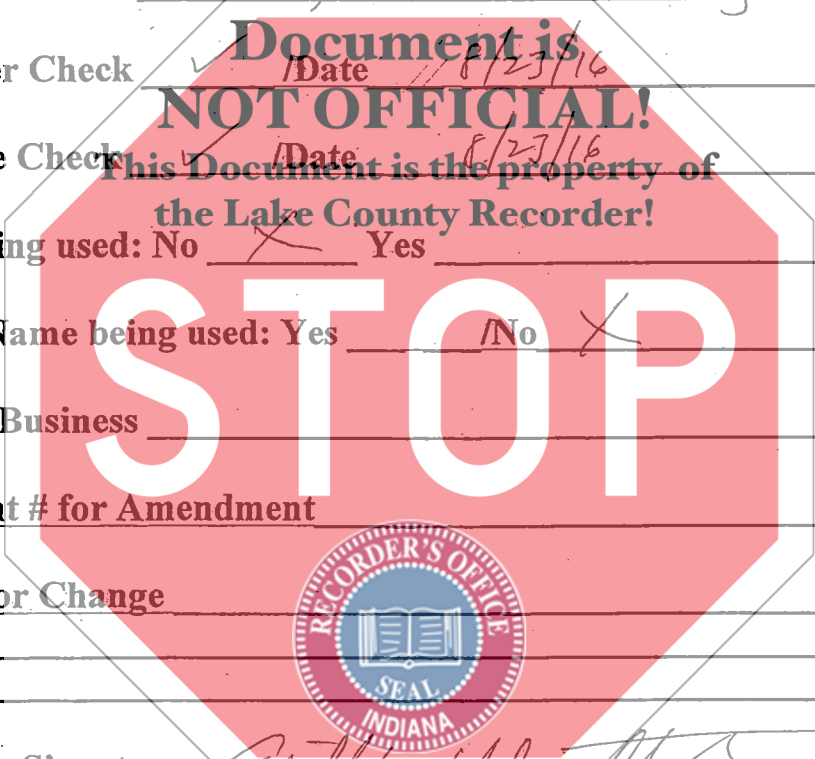 Document is
r Check ✓ /Date 8/23/16
NOT OFFICIAL!
e Check ✓ /Date 8/23/16
This Document is the property of
the Lake County Recorder!
ng used: No X Yes
STOP
Name being used: Yes /No X
Business
t # for Amendment
RECORDER'S OFFICE
or Change
SEAL
INDIANA